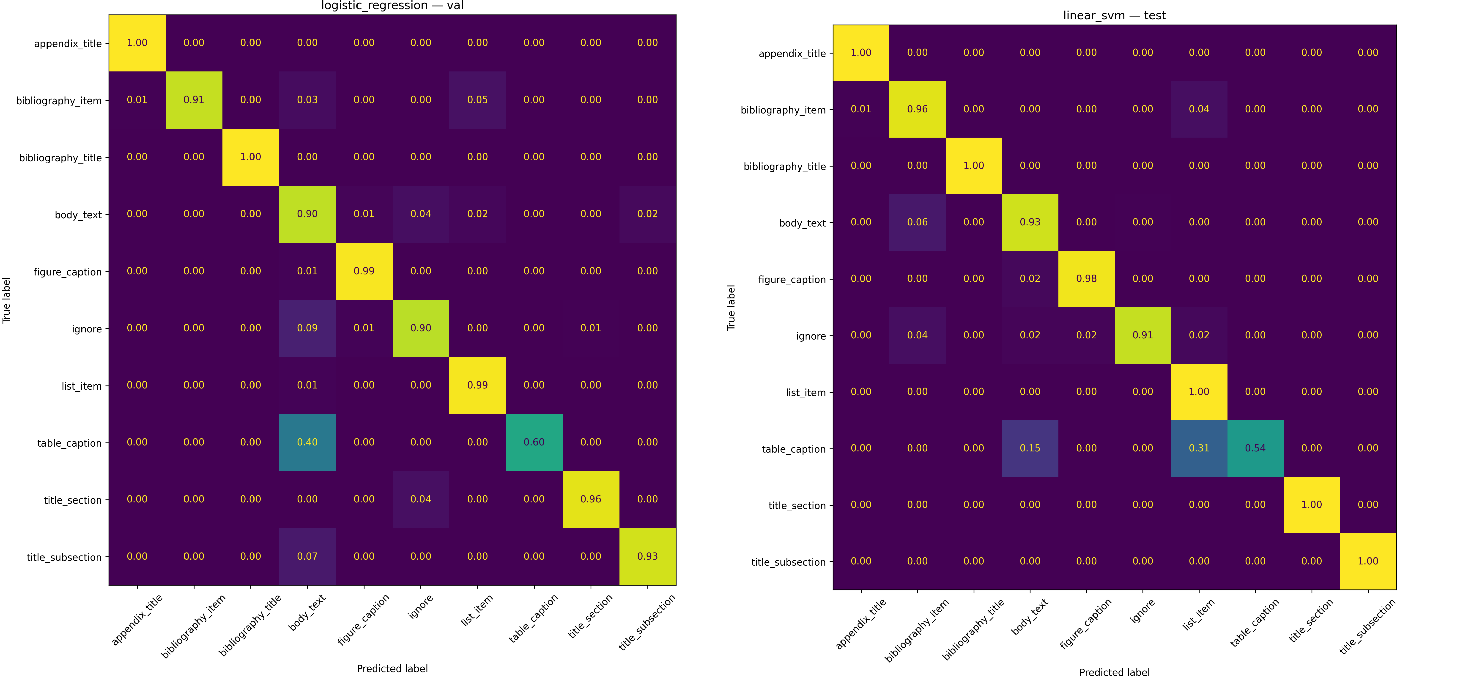 logistic_regression — val
True label
appendix_title 1.00 0.00 0.00 0.00 0.00 0.00 0.00 0.00 0.00 0.00
bibliography_item 0.01 0.91 0.00 0.03 0.00 0.00 0.05 0.00 0.00 0.00
bibliography_title 0.00 0.00 1.00 0.00 0.00 0.00 0.00 0.00 0.00 0.00
body_text 0.00 0.00 0.00 0.90 0.01 0.04 0.02 0.00 0.00 0.02
figure_caption 0.00 0.00 0.00 0.01 0.99 0.00 0.00 0.00 0.00 0.00
ignore 0.00 0.00 0.00 0.09 0.01 0.90 0.00 0.00 0.01 0.00
list_item 0.00 0.00 0.00 0.01 0.00 0.00 0.99 0.00 0.00 0.00
table_caption 0.00 0.00 0.00 0.40 0.00 0.00 0.00 0.60 0.00 0.00
title_section 0.00 0.00 0.00 0.00 0.00 0.04 0.00 0.00 0.96 0.00
title_subsection 0.00 0.00 0.00 0.07 0.00 0.00 0.00 0.00 0.00 0.93
appendix_title bibliography_item bibliography_title body_text figure_caption ignore list_item table_caption title_section title_subsection
Predicted label
linear_svm — test
True label
appendix_title 1.00 0.00 0.00 0.00 0.00 0.00 0.00 0.00 0.00 0.00
bibliography_item 0.01 0.96 0.00 0.00 0.00 0.00 0.04 0.00 0.00 0.00
bibliography_title 0.00 0.00 1.00 0.00 0.00 0.00 0.00 0.00 0.00 0.00
body_text 0.00 0.06 0.00 0.93 0.00 0.00 0.00 0.00 0.00 0.00
figure_caption 0.00 0.00 0.00 0.02 0.98 0.00 0.00 0.00 0.00 0.00
ignore 0.00 0.04 0.00 0.02 0.02 0.91 0.02 0.00 0.00 0.00
list_item 0.00 0.00 0.00 0.00 0.00 0.00 1.00 0.00 0.00 0.00
table_caption 0.00 0.00 0.00 0.15 0.00 0.00 0.31 0.54 0.00 0.00
title_section 0.00 0.00 0.00 0.00 0.00 0.00 0.00 0.00 1.00 0.00
title_subsection 0.00 0.00 0.00 0.00 0.00 0.00 0.00 0.00 0.00 1.00
appendix_title bibliography_item bibliography_title body_text figure_caption ignore list_item table_caption title_section title_subsection
Predicted label